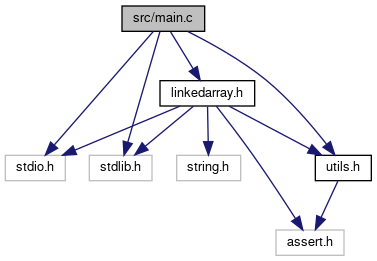 src/main.c
linkedarray.h
stdio.h
stdlib.h
string.h
utils.h
assert.h